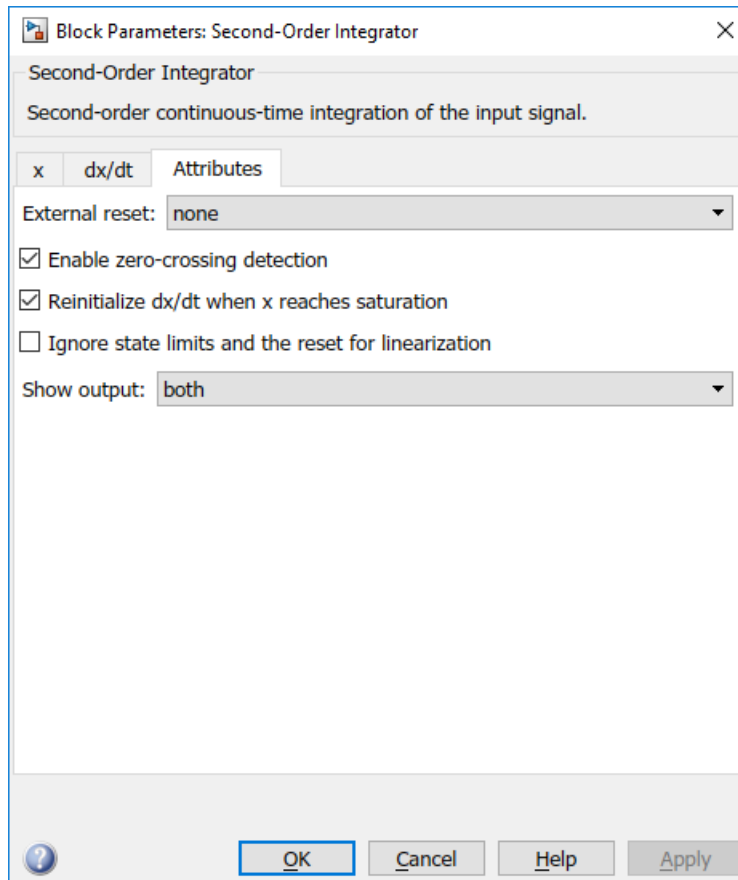 Block Parameters: Second-Order Integrator
Second-Order Integrator
Second-order continuous-time integration of the input signal.
x dx/dt Attributes
External reset: none
Enable zero-crossing detection
Reinitialize dx/dt when x reaches saturation
Ignore state limits and the reset for linearization
Show output: both
? OK Cancel Help Apply